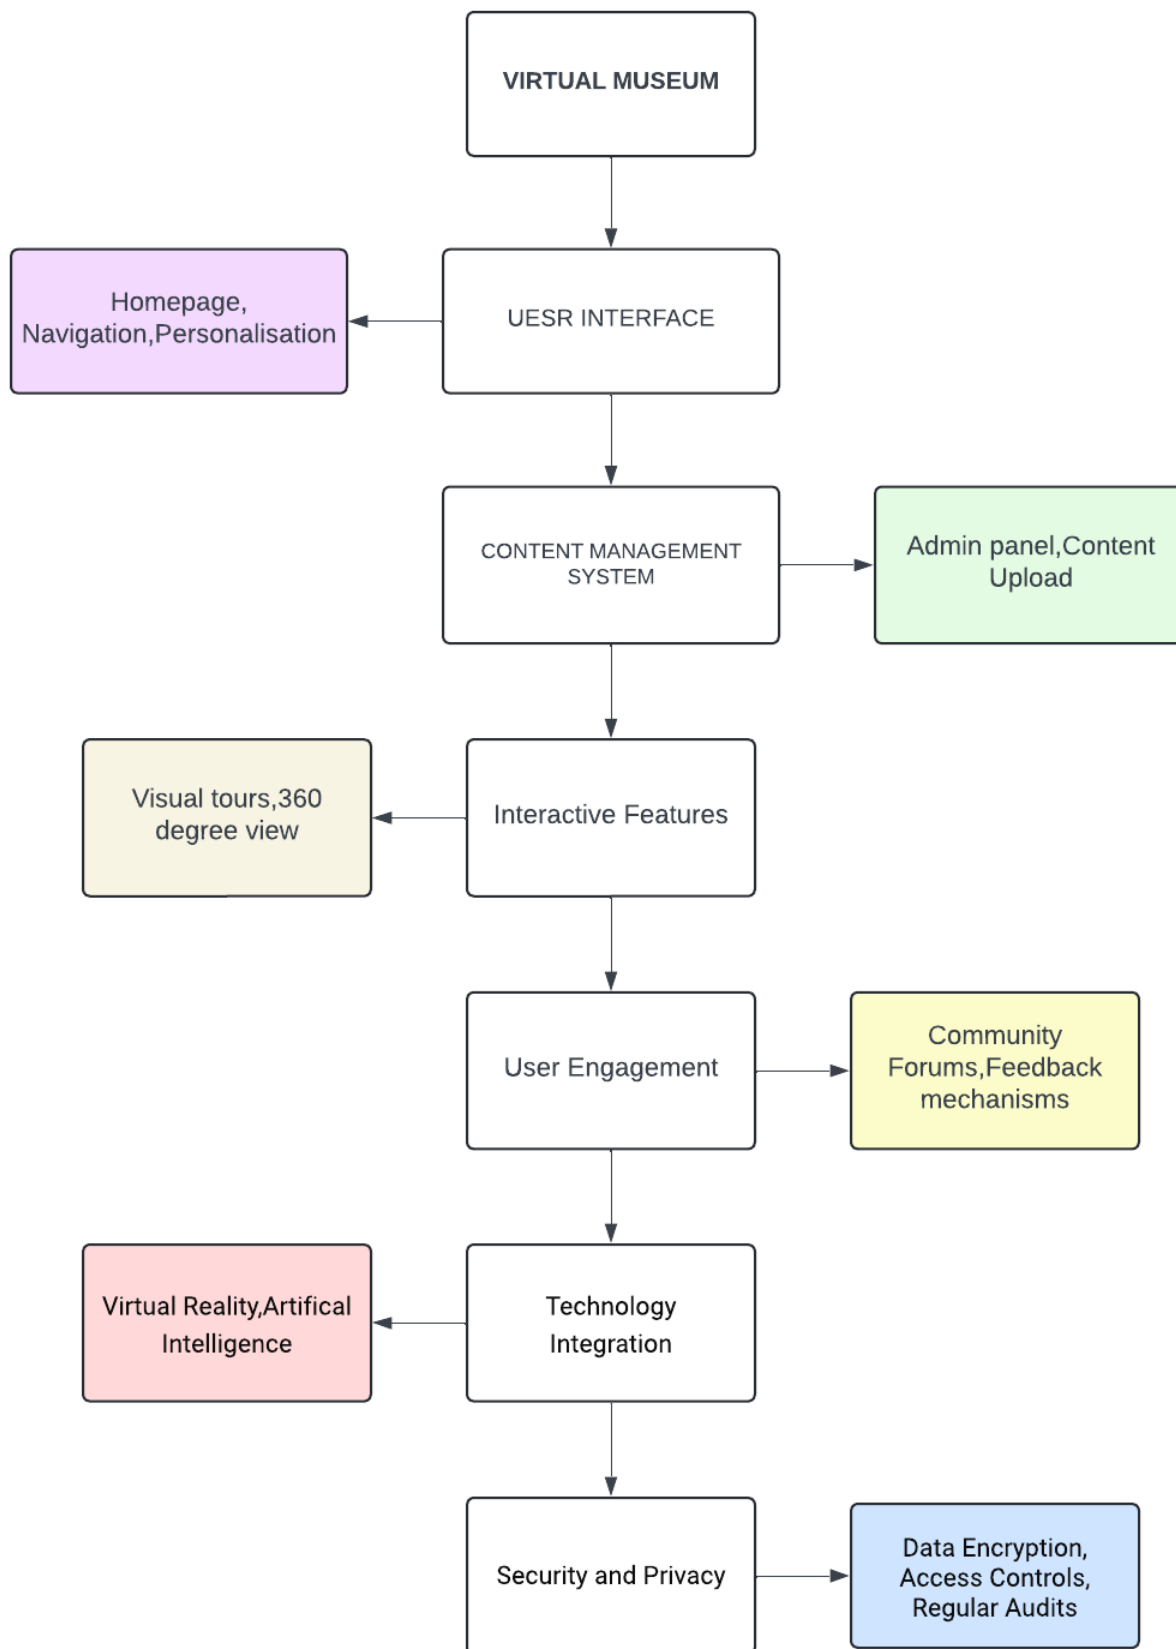 VIRTUAL MUSEUM
Homepage,
Navigation,Personalisation
UESR INTERFACE
CONTENT MANAGEMENT
SYSTEM
Admin panel,Content
Upload
Visual tours,360
degree view
Interactive Features
User Engagement
Community
Forums,Feedback
mechanisms
Virtual Reality,Artifical
Intelligence
Technology
Integration
Security and Privacy
Data Encryption,
Access Controls,
Regular Audits